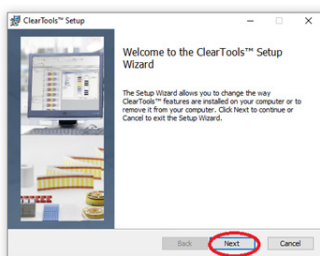 ClearTools™ Setup
Welcome to the ClearTools™ Setup
Wizard
The Setup Wizard allows you to change the way
ClearTools™ features are installed on your computer or to
remove it from your computer. Click Next to continue or
Cancel to exit the Setup Wizard.
Back Next Cancel